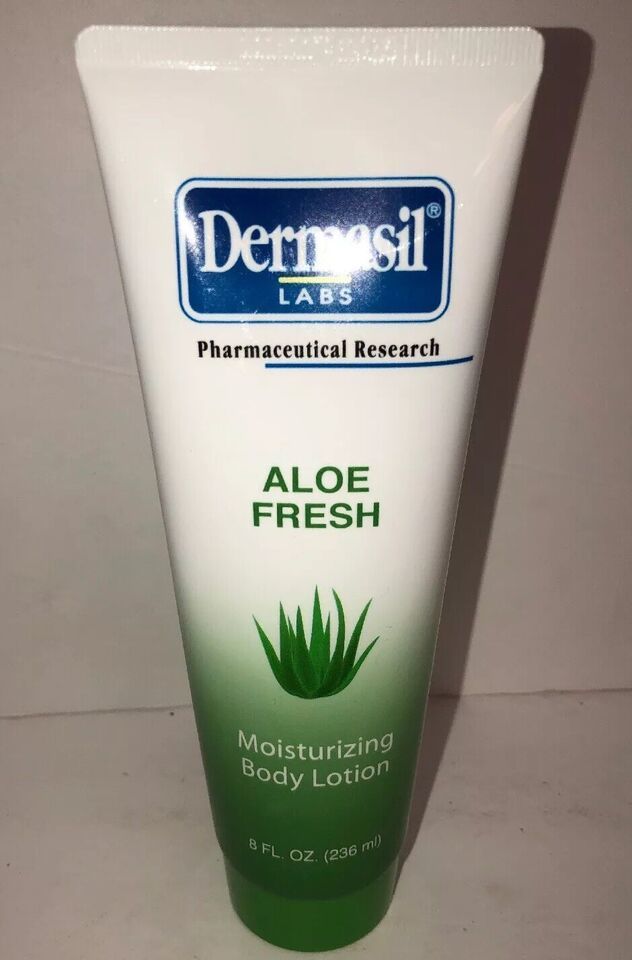 Dermasil®
LABS
Pharmaceutical Research
ALOE
FRESH
Moisturizing
Body Lotion
8 FL. OZ. (236 ml)